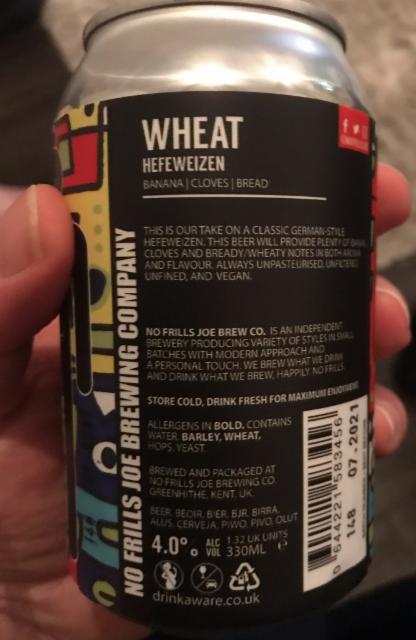 WHEAT
HEFEWEIZEN
BANANA | CLOVES | BREAD
THIS IS OUR TAKE ON A CLASSIC GERMAN-STYLE
HEFEWEIZEN. THIS BEER WILL PROVIDE PLENTY OF BANANA,
CLOVES AND BREADY/WHEATY NOTES IN BOTH AROMA
AND FLAVOUR. ALWAYS UNPASTEURISED, UNFILTERED,
UNFINED, AND VEGAN.
NO FRILLS JOE BREW CO. IS AN INDEPENDENT
BREWERY PRODUCING VARIETY OF STYLES IN SMALL
BATCHES WITH MODERN APPROACH AND
A PERSONAL TOUCH. WE BREW WHAT WE DRINK
AND DRINK WHAT WE BREW, HAPPILY. NO FRILLS.
STORE COLD, DRINK FRESH FOR MAXIMUM ENJOYMENT.
ALLERGENS IN BOLD. CONTAINS
WATER, BARLEY, WHEAT,
HOPS, YEAST.
BREWED AND PACKAGED AT
NO FRILLS JOE BREWING CO.
GREENHITHE, KENT. UK.
BEER, BEOIR, BIER, BJR, BIRRA,
ALUS, CERVEJA, PIWO, PIVO, OLUT
4.0% ALC VOL 1.32 UK UNITS 330ML e
drinkaware.co.uk
NO FRILLS JOE BREWING COMPANY
0 644221 583456
148 07.2021